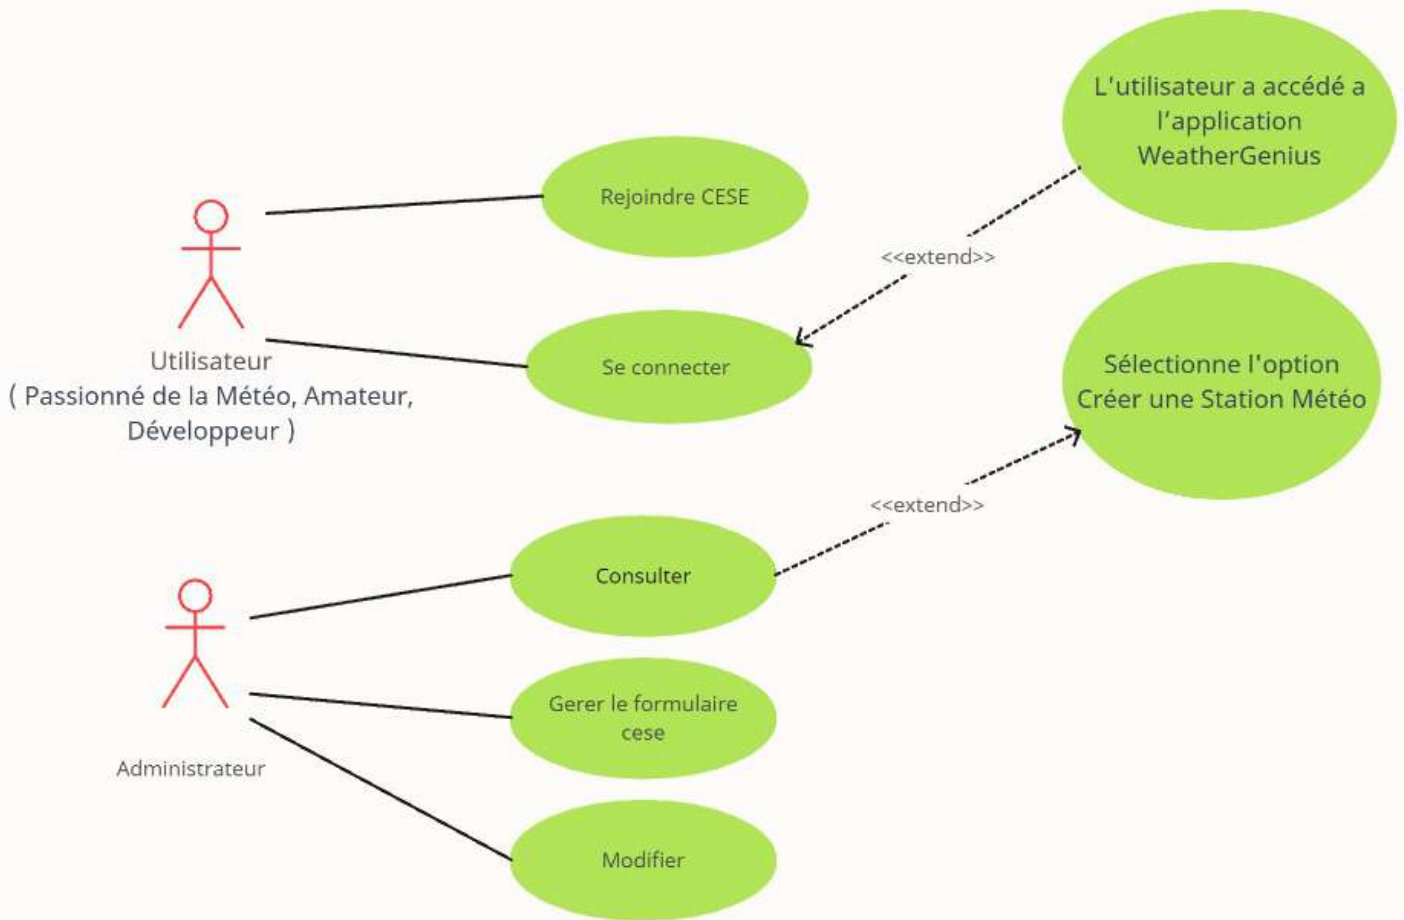 L'utilisateur a accédé a
l’application
WeatherGenius
Rejoindre CESE
<<extend>>
Sélectionne l'option
Créer une Station Météo
Se connecter
Utilisateur
( Passionné de la Météo, Amateur,
Développeur )
<<extend>>
Consulter
Gerer le formulaire
cese
Administrateur
Modifier